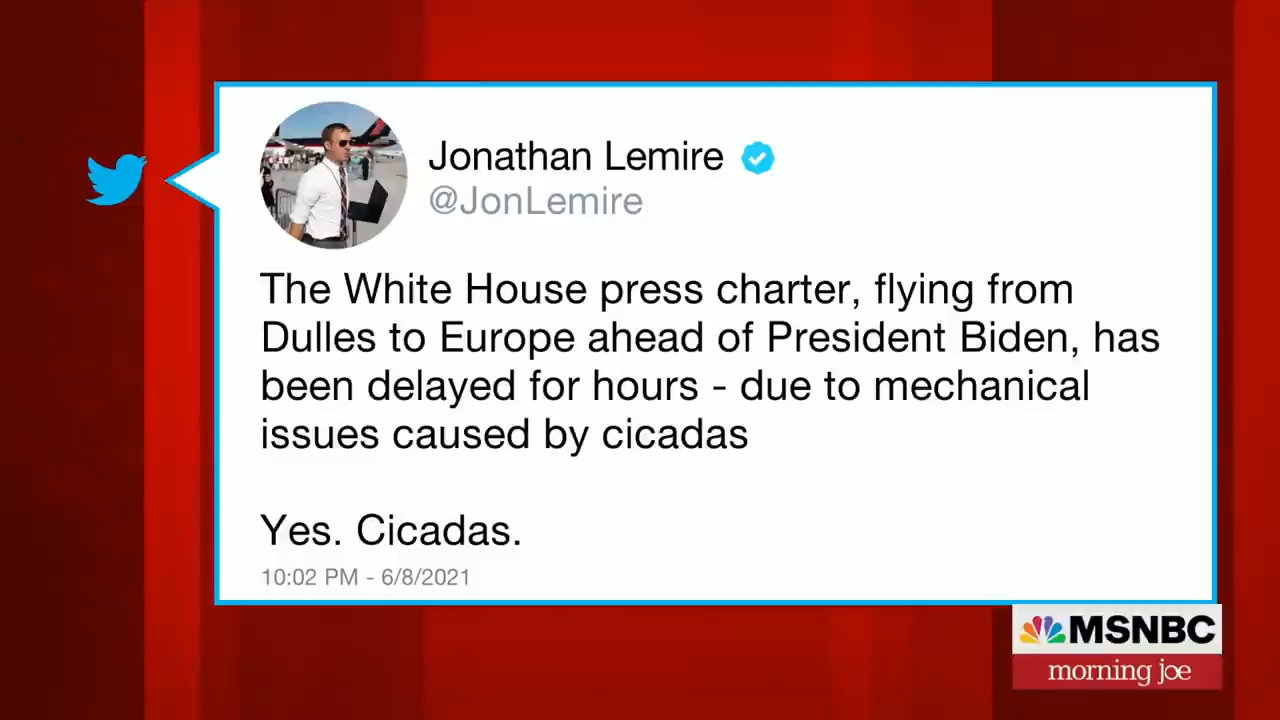 Jonathan Lemire
@JonLemire
The White House press charter, flying from
Dulles to Europe ahead of President Biden, has
been delayed for hours - due to mechanical
issues caused by cicadas
Yes. Cicadas.
10:02 PM - 6/8/2021
MSNBC
morning joe